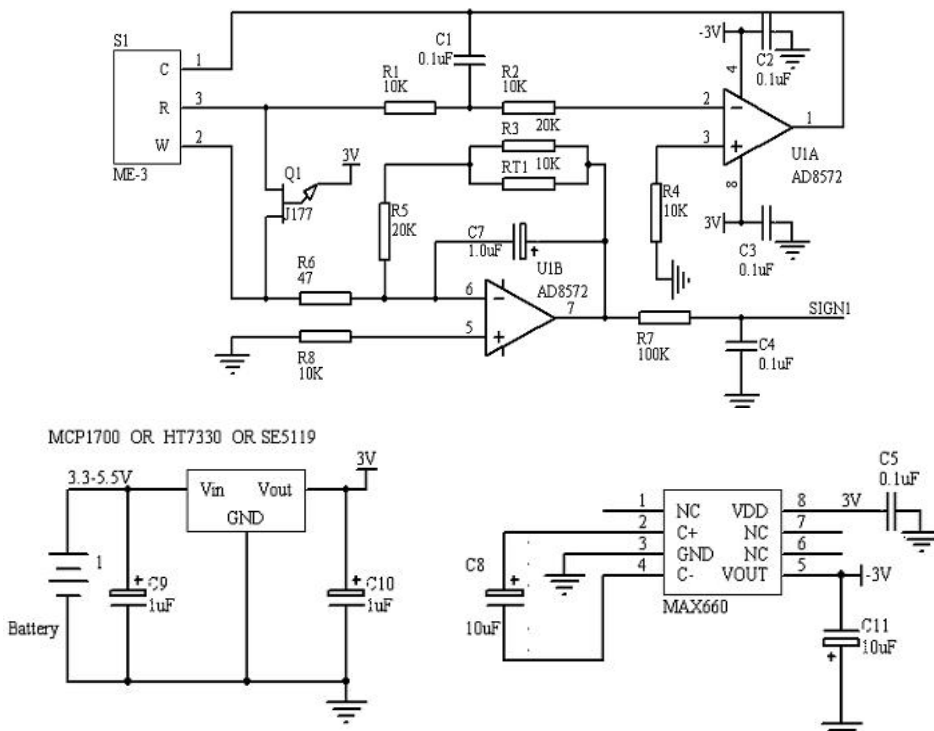 S1
C
1
R
3
W
2
ME-3
C1
0.1uF
R1
10K
R2
10K
20K
R3
10K
RT1
Q1
J177
3V
R5
20K
C7
1.0uF
+
R6
47
R8
10K
6
−
5
+
7
U1B
AD8572
-3V
4
C2
0.1uF
2
−
3
+
1
U1A
AD8572
8
R4
10K
3V
C3
0.1uF
R7
100K
SIGN1
C4
0.1uF
MCP1700 OR HT7330 OR SE5119
3.3-5.5V
Vin
Vout
GND
3V
1
Battery
+
C9
1uF
+
C10
1uF
1
NC
2
C+
3
GND
4
C-
VDD
8
NC
7
NC
6
VOUT
5
MAX660
3V
C5
0.1uF
C8
+
10uF
-3V
C11
10uF
+